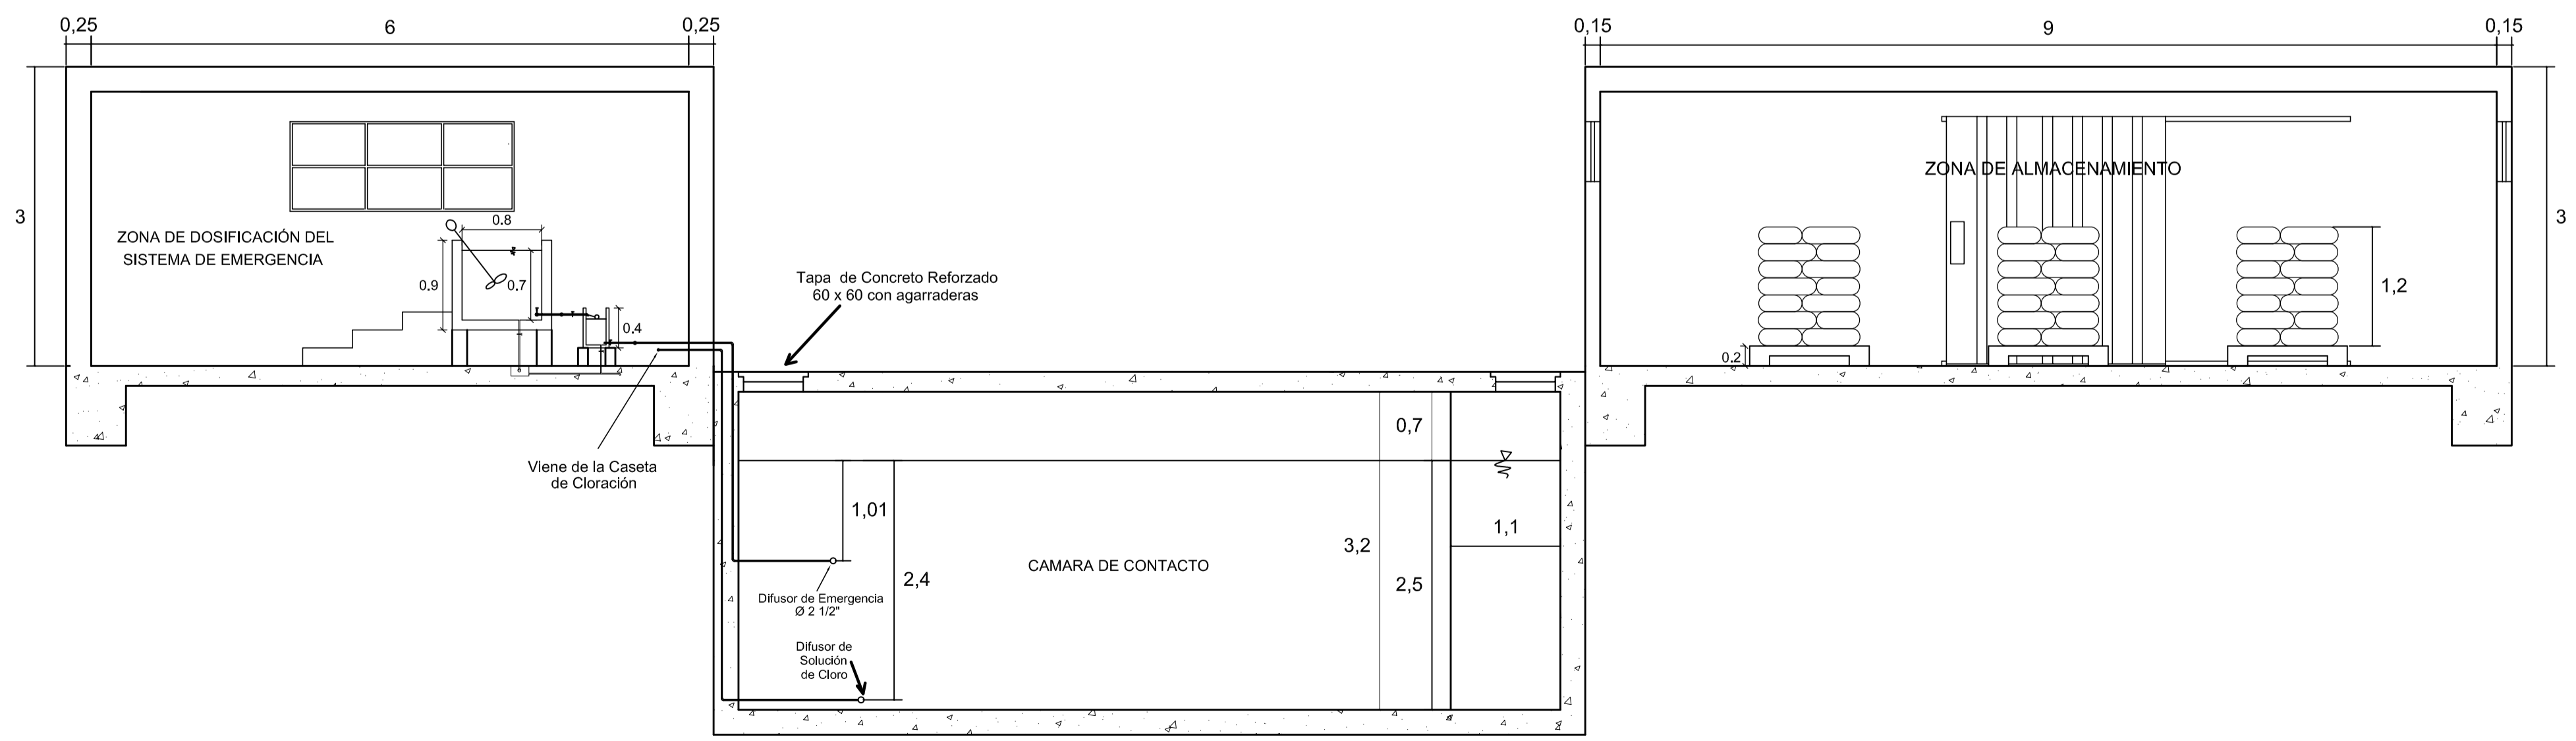 0,25
6
0,25
0,15
9
0,15
3
ZONA DE DOSIFICACIÓN DEL
SISTEMA DE EMERGENCIA
0.8
0.9
0.7
0.4
Tapa de Concreto Reforzado
60 x 60 con agarraderas
ZONA DE ALMACENAMIENTO
3
1,2
0.2
Viene de la Caseta
de Cloración
0,7
1,01
1,1
3,2
2,4
2,5
CAMARA DE CONTACTO
Difusor de Emergencia
Ø 2 1/2"
Difusor de
Solución
de Cloro